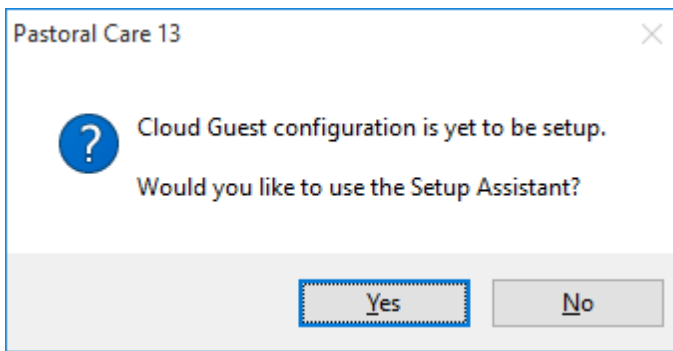 Pastoral Care 13
Cloud Guest configuration is yet to be setup.
Would you like to use the Setup Assistant?
Yes
No